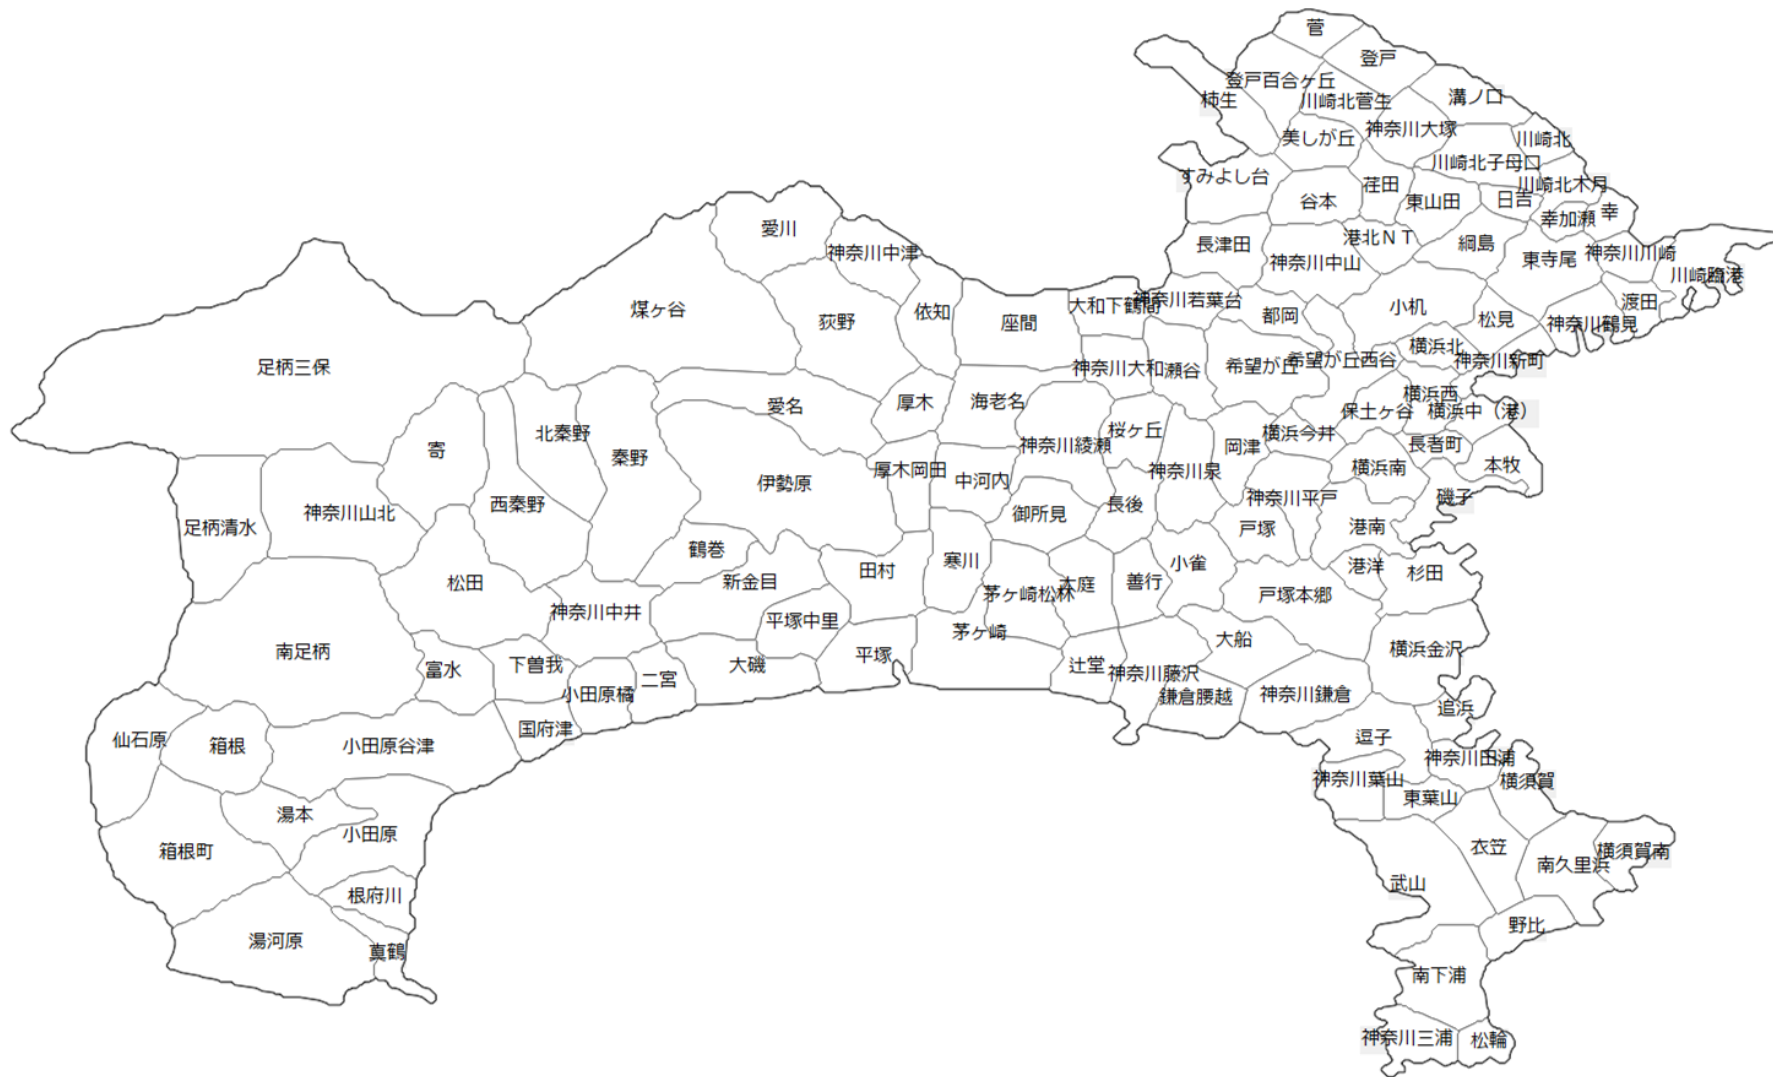 菅
登戸
登戸百合ヶ丘
溝ノ口
柿生
川崎北菅生
神奈川大塚
美しが丘
川崎北
川崎北子母口
すみよし台
荏田
川崎北木月
谷本
東山田
日吉
幸加瀬
幸
愛川
神奈川中津
長津田
港北NT
綱島
神奈川中山
東寺尾
神奈川川崎
川崎臨港
煤ヶ谷
荻野
依知
座間
大和下鶴間
神奈川若葉台
都岡
小机
松見
渡田
神奈川鶴見
足柄三保
神奈川大和
瀬谷
希望が丘
希望が丘西谷
横浜北
神奈川新町
愛名
厚木
海老名
横浜西
保土ヶ谷
横浜中（港）
寄
北秦野
秦野
神奈川綾瀬
桜ヶ丘
岡津
横浜今井
長者町
厚木岡田
神奈川泉
横浜南
本牧
伊勢原
中河内
西秦野
神奈川平戸
磯子
足柄清水
神奈川山北
御所見
長後
戸塚
港南
鶴巻
松田
新金目
田村
寒川
大庭
善行
小雀
港洋
杉田
神奈川中井
平塚中里
茅ヶ崎松林
戸塚本郷
南足柄
富水
下曽我
小田原橘
二宮
大磯
平塚
茅ヶ崎
辻堂
神奈川藤沢
大船
横浜金沢
鎌倉腰越
神奈川鎌倉
追浜
仙石原
箱根
小田原谷津
国府津
逗子
神奈川田浦
神奈川葉山
横須賀
東葉山
湯本
小田原
箱根町
衣笠
南久里浜
横須賀南
根府川
武山
湯河原
真鶴
野比
南下浦
神奈川三浦
松輪